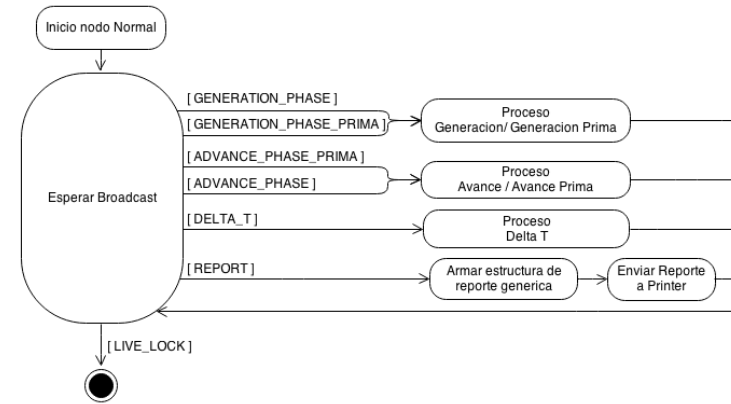 Inicio nodo Normal
[ GENERATION_PHASE ]
[ GENERATION_PHASE_PRIMA ]
Proceso
Generacion/ Generacion Prima
[ ADVANCE_PHASE_PRIMA ]
[ ADVANCE_PHASE ]
Proceso
Avance / Avance Prima
Esperar Broadcast
[ DELTA_T ]
Proceso
Delta T
[ REPORT ]
Armar estructura de
reporte generica
Enviar Reporte
a Printer
[ LIVE_LOCK ]